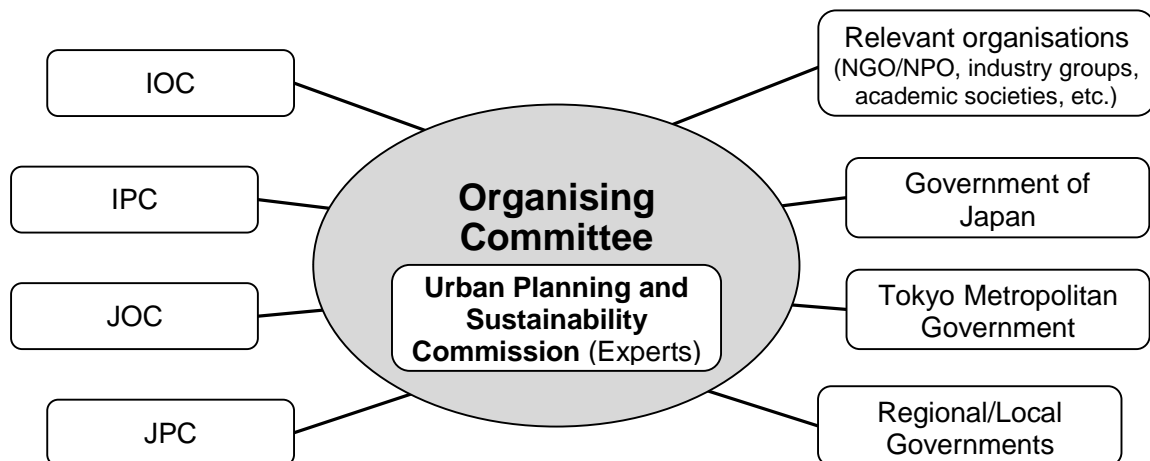 IOC
IPC
JOC
JPC
Organising
Committee
Urban Planning and
Sustainability
Commission (Experts)
Relevant organisations
(NGO/NPO, industry groups,
academic societies, etc.)
Government of
Japan
Tokyo Metropolitan
Government
Regional/Local
Governments